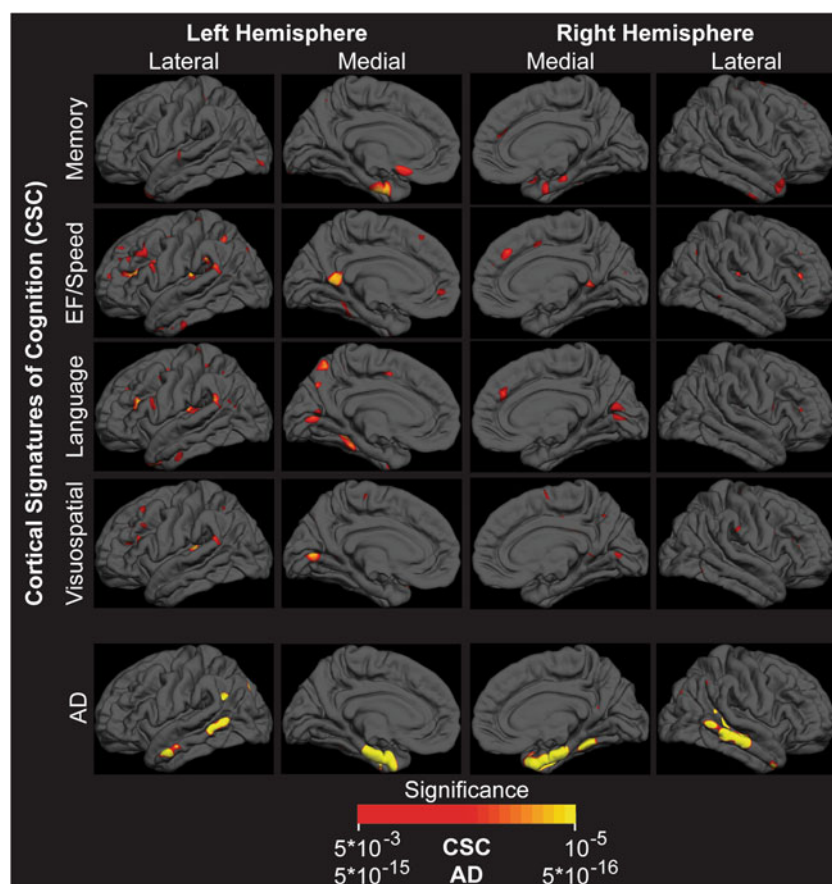 Left Hemisphere Right Hemisphere
Lateral Medial Medial Lateral
Cortical Signatures of Cognition (CSC)
Memory
EF/Speed
Language
Visuospatial
AD
Significance
5*10⁻³ CSC 10⁻⁵
5*10⁻¹⁵ AD 5*10⁻¹⁶